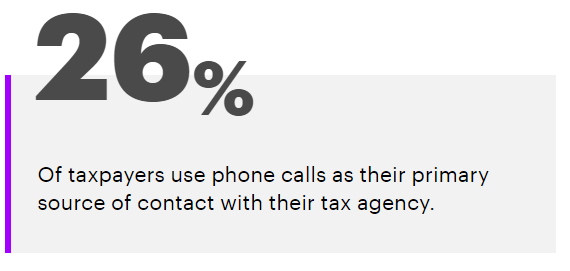 26%
Of taxpayers use phone calls as their primary
source of contact with their tax agency.